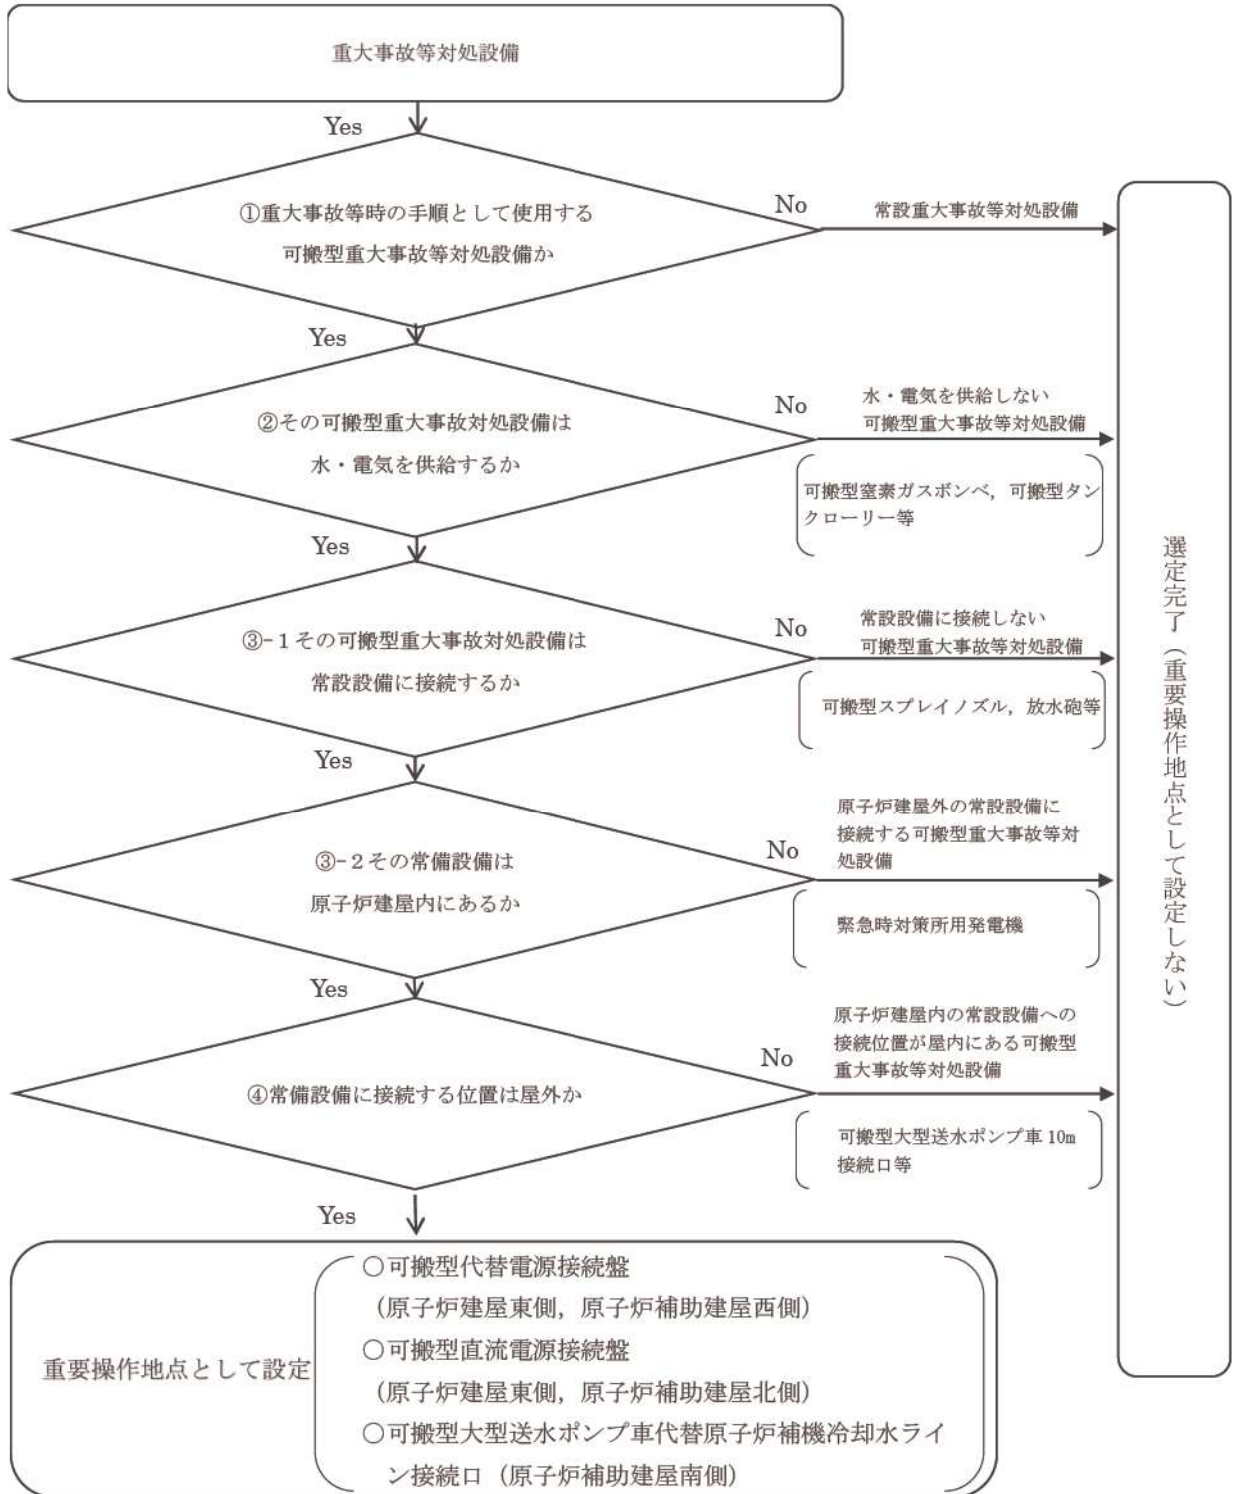 重大事故等対処設備
Yes
①重大事故等時の手順として使用する
可搬型重大事故等対処設備か
No
常設重大事故等対処設備
Yes
②その可搬型重大事故対処設備は
水・電気を供給するか
No
水・電気を供給しない
可搬型重大事故等対処設備
可搬型窒素ガスボンベ，可搬型タン
クローリー等
Yes
③-１その可搬型重大事故対処設備は
常設設備に接続するか
No
常設設備に接続しない
可搬型重大事故等対処設備
可搬型スプレイノズル，放水砲等
Yes
③-２その常備設備は
原子炉建屋内にあるか
No
原子炉建屋外の常設設備に
接続する可搬型重大事故等対
処設備
緊急時対策所用発電機
Yes
④常備設備に接続する位置は屋外か
No
原子炉建屋内の常設設備への
接続位置が屋内にある可搬型
重大事故等対処設備
可搬型大型送水ポンプ車 10m
接続口等
Yes
重要操作地点として設定
○可搬型代替電源接続盤
（原子炉建屋東側，原子炉補助建屋西側）
○可搬型直流電源接続盤
（原子炉建屋東側，原子炉補助建屋北側）
○可搬型大型送水ポンプ車代替原子炉補機冷却水ライ
ン接続口（原子炉補助建屋南側）
選定完了（重要操作地点として設定しない）